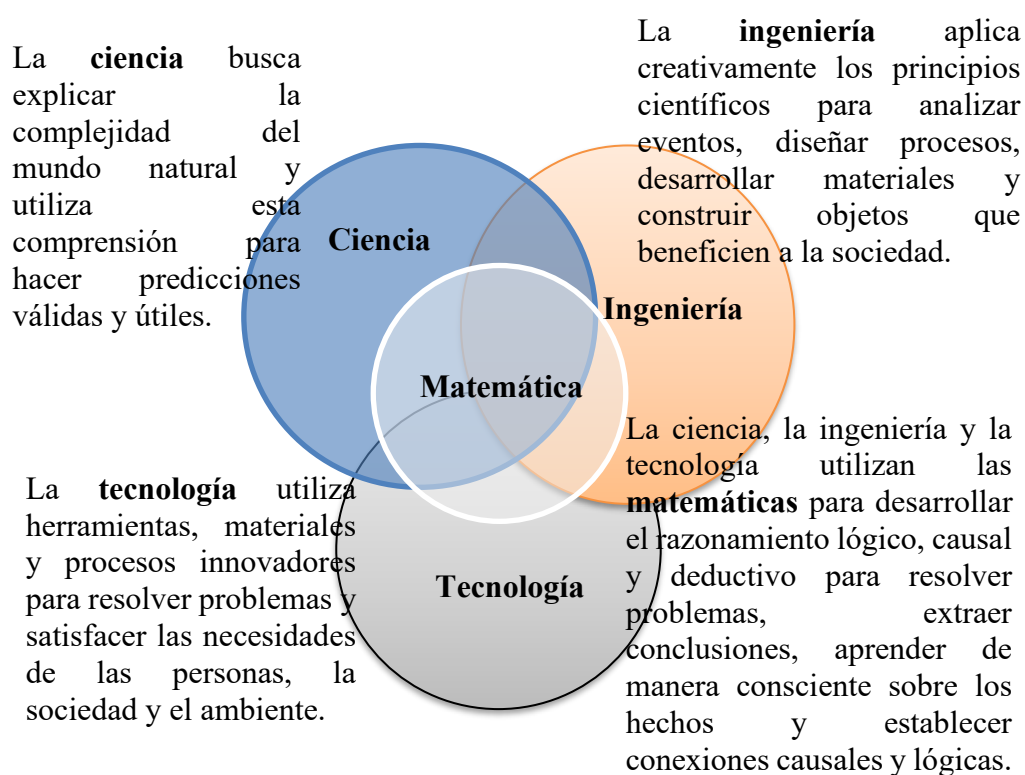 La ciencia busca
explicar la
complejidad del
mundo natural y
utiliza esta
comprensión para
hacer predicciones
válidas y útiles.
La ingeniería aplica
creativamente los principios
científicos para analizar
eventos, diseñar procesos,
desarrollar materiales y
construir objetos que
beneficien a la sociedad.
Ciencia
Ingeniería
Matemática
La tecnología utiliza
herramientas, materiales
y procesos innovadores
para resolver problemas y
satisfacer las necesidades
de las personas, la
sociedad y el ambiente.
Tecnología
La ciencia, la ingeniería y la
tecnología utilizan las
matemáticas para desarrollar
el razonamiento lógico, causal
y deductivo para resolver
problemas, extraer
conclusiones, aprender de
manera consciente sobre los
hechos y establecer
conexiones causales y lógicas.